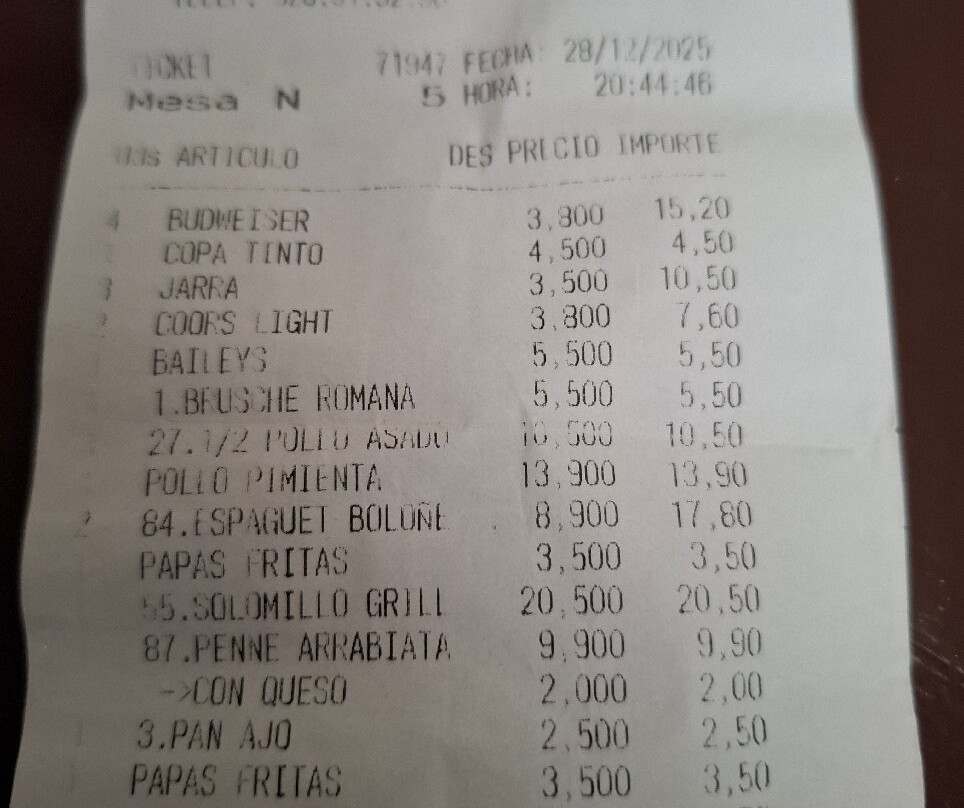 TICKET 71947 FECHA: 28/12/2025
Mesa N 5 HORA: 20:44:46
Uds ARTICULO DES PRECIO IMPORTE
4 BUDWEISER 3,800 15,20
COPA TINTO 4,500 4,50
3 JARRA 3,500 10,50
2 COORS LIGHT 3,800 7,60
BAILEYS 5,500 5,50
1.BRUSCHE ROMANA 5,500 5,50
27.1/2 POLLO ASADO 10,500 10,50
POLLO PIMIENTA 13,900 13,90
2 84.ESPAGUET BOLOÑE . 8,900 17,80
PAPAS FRITAS 3,500 3,50
55.SOLOMILLO GRILL 20,500 20,50
87.PENNE ARRABIATA 9,900 9,90
->CON QUESO 2,000 2,00
3.PAN AJO 2,500 2,50
PAPAS FRITAS 3,500 3,50